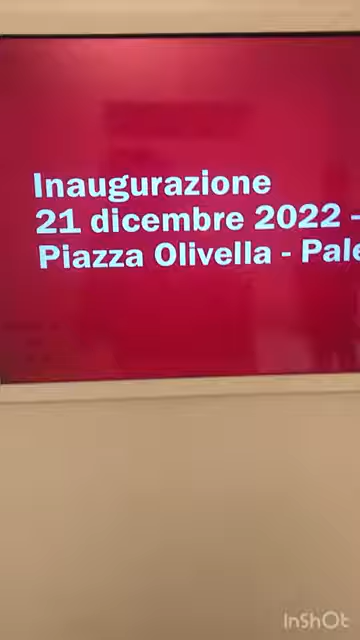 Inaugurazione
21 dicembre 2022 -
Piazza Olivella - Pale
InShOt